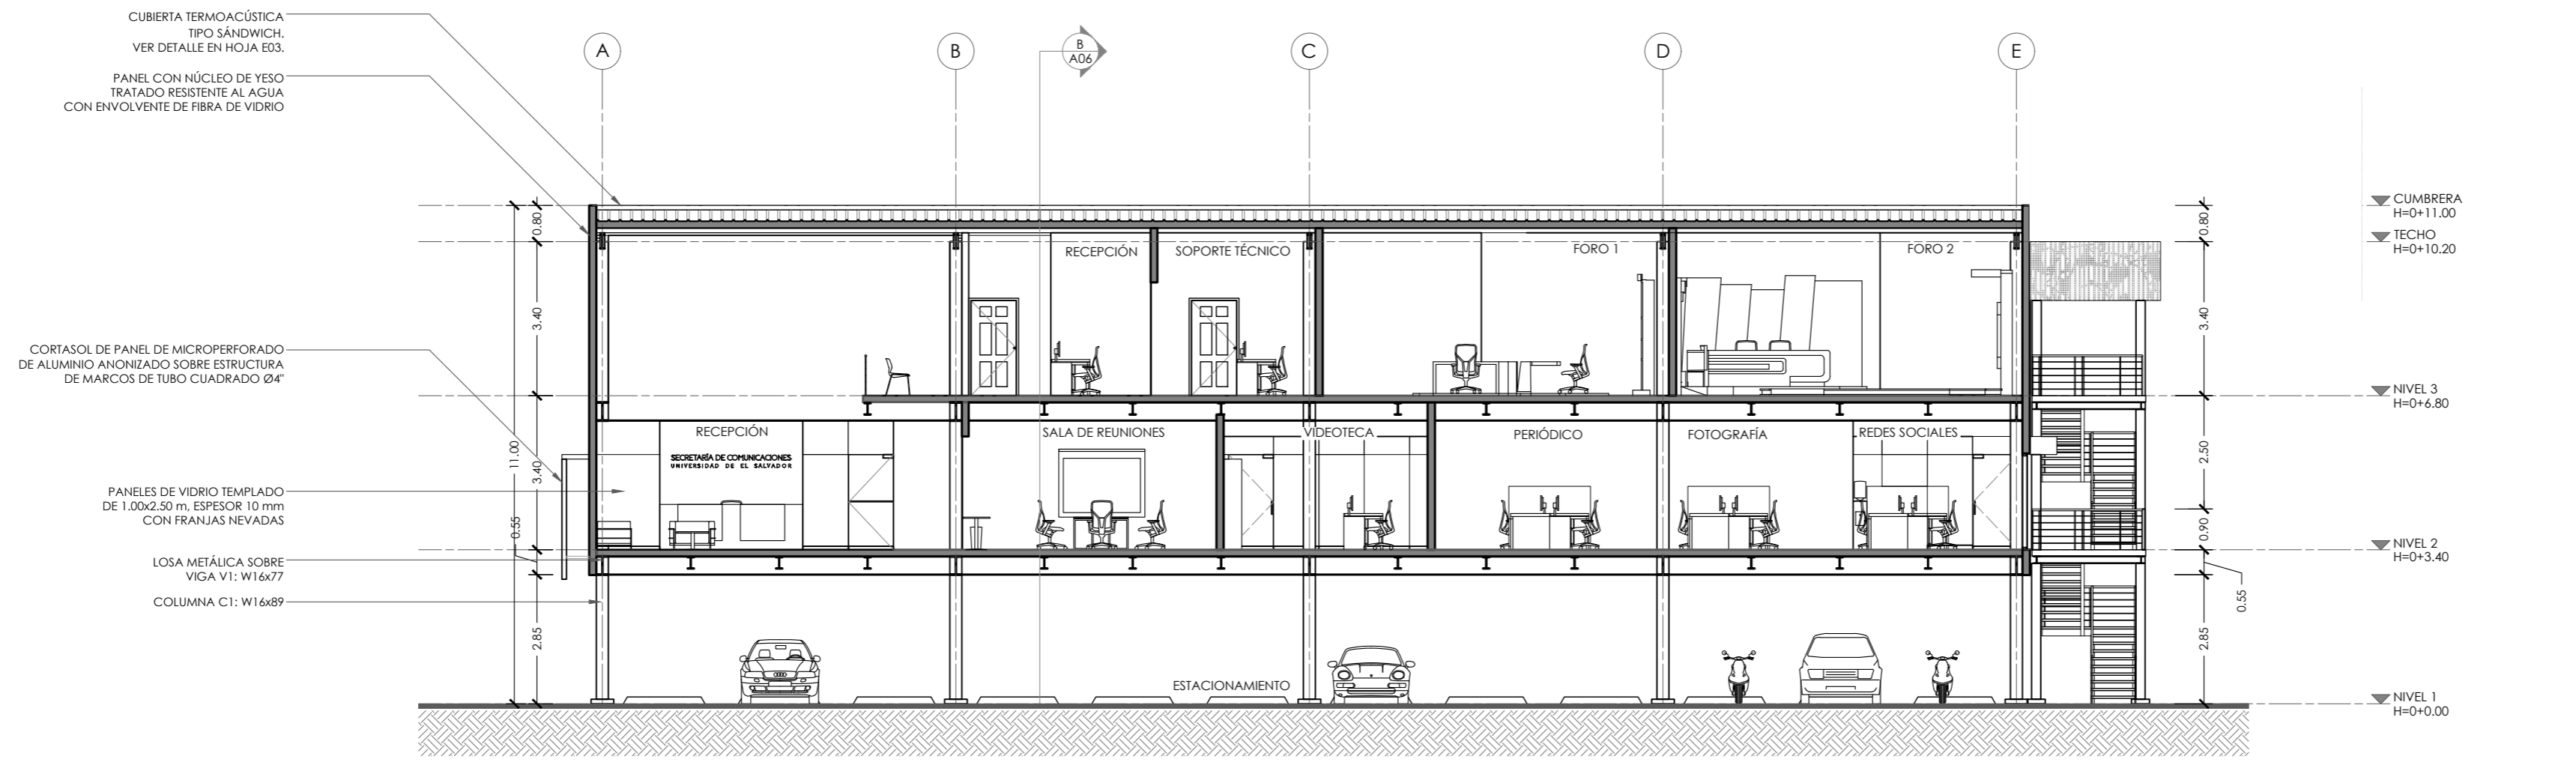 CUBIERTA TERMOACÚSTICA
TIPO SÁNDWICH.
VER DETALLE EN HOJA E03.
PANEL CON NÚCLEO DE YESO
TRATADO RESISTENTE AL AGUA
CON ENVOLVENTE DE FIBRA DE VIDRIO
CORTASOL DE PANEL DE MICROPERFORADO
DE ALUMINIO ANONIZADO SOBRE ESTRUCTURA
DE MARCOS DE TUBO CUADRADO Ø4"
PANELES DE VIDRIO TEMPLADO
DE 1.00x2.50 m, ESPESOR 10 mm
CON FRANJAS NEVADAS
LOSA METÁLICA SOBRE
VIGA V1: W16x77
COLUMNA C1: W16x89
A
B
B
A06
C
D
E
0.80
3.40
11.00
3.40
0.55
2.85
RECEPCIÓN
SOPORTE TÉCNICO
FORO 1
FORO 2
RECEPCIÓN
SECRETARÍA DE COMUNICACIONES
UNIVERSIDAD DE EL SALVADOR
SALA DE REUNIONES
VIDEOTECA
PERIÓDICO
FOTOGRAFÍA
REDES SOCIALES
ESTACIONAMIENTO
0.80
3.40
2.50
0.90
0.55
2.85
CUMBRERA
H=0+11.00
TECHO
H=0+10.20
NIVEL 3
H=0+6.80
NIVEL 2
H=0+3.40
NIVEL 1
H=0+0.00